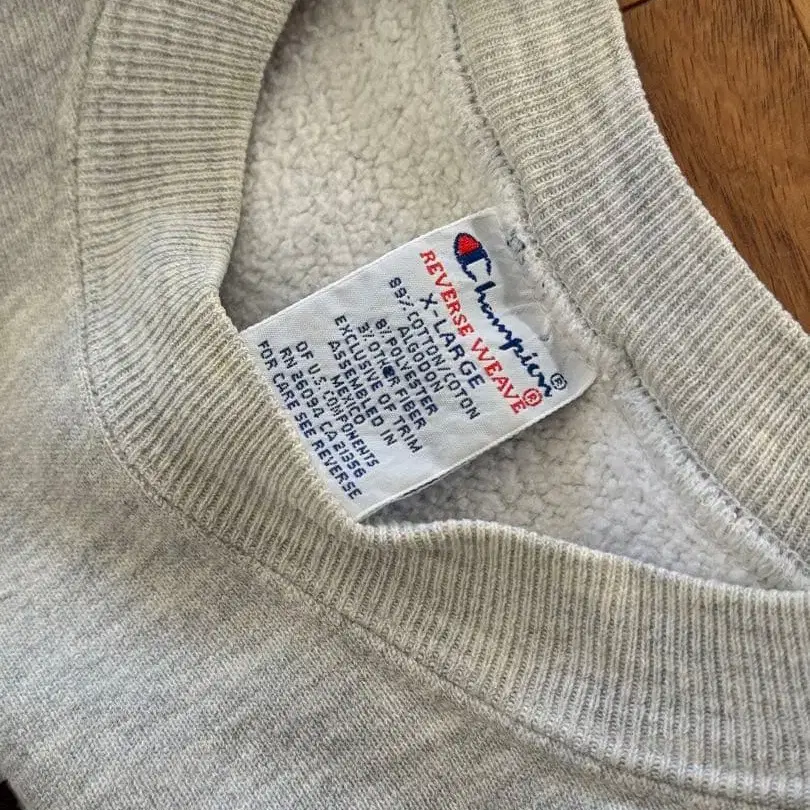 Champion®
REVERSE WEAVE®
X-LARGE
89% COTTON/COTON
ALGODON
8% POLYESTER
3% OTHER FIBER
EXCLUSIVE OF TRIM
ASSEMBLED IN
MEXICO
OF U.S. COMPONENTS
RN 26094 CA 21356
FOR CARE SEE REVERSE